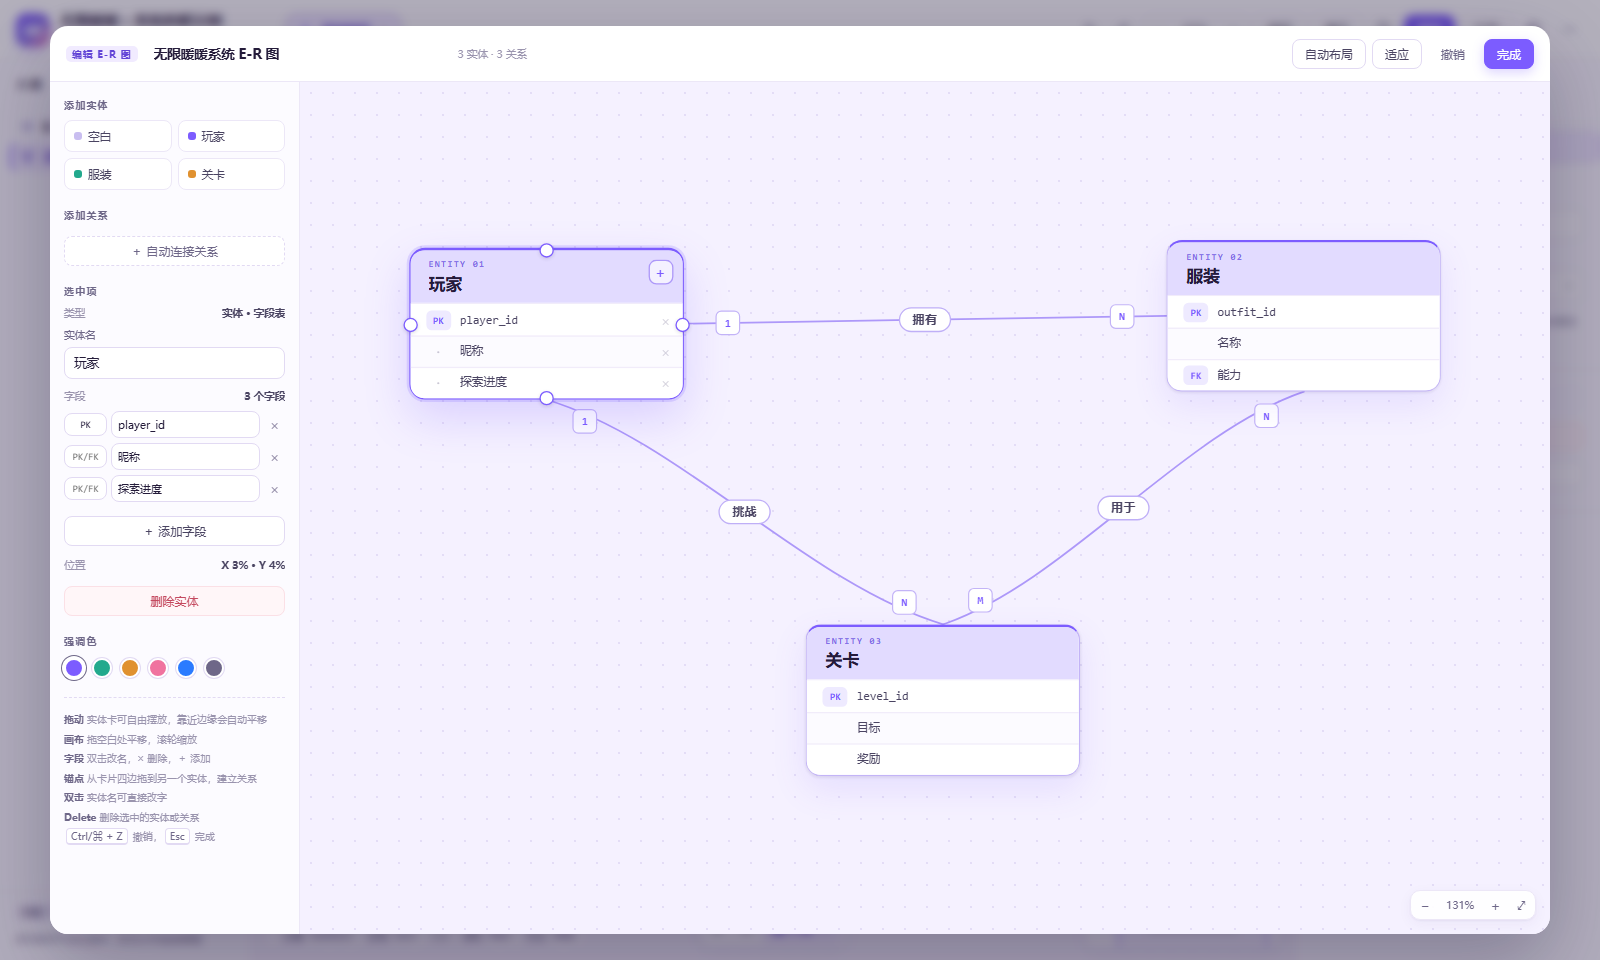 编辑 E-R 图 无限暖暖系统 E-R 图 3 实体 · 3 关系 自动布局 适应 撤销 完成
添加实体
空白 玩家
服装 关卡
添加关系
+ 自动连接关系
选中项
类型 实体 • 字段表
实体名
玩家
字段 3 个字段
PK player_id ×
PK/FK 昵称 ×
PK/FK 探索进度 ×
+ 添加字段
位置 X 3% • Y 4%
删除实体
强调色
拖动 实体卡可自由摆放，靠近边缘会自动平移
画布 拖空白处平移，滚轮缩放
字段 双击改名，× 删除，+ 添加
锚点 从卡片四边拖到另一个实体，建立关系
双击 实体名可直接改字
Delete 删除选中的实体或关系
Ctrl/⌘ + Z 撤销， Esc 完成
ENTITY 01
玩家 +
PK player_id ×
· 昵称 ×
· 探索进度 ×
1 拥有 N
ENTITY 02
服装
PK outfit_id
名称
FK 能力
1 挑战 N
N 用于 M
ENTITY 03
关卡
PK level_id
目标
奖励
− 131% +